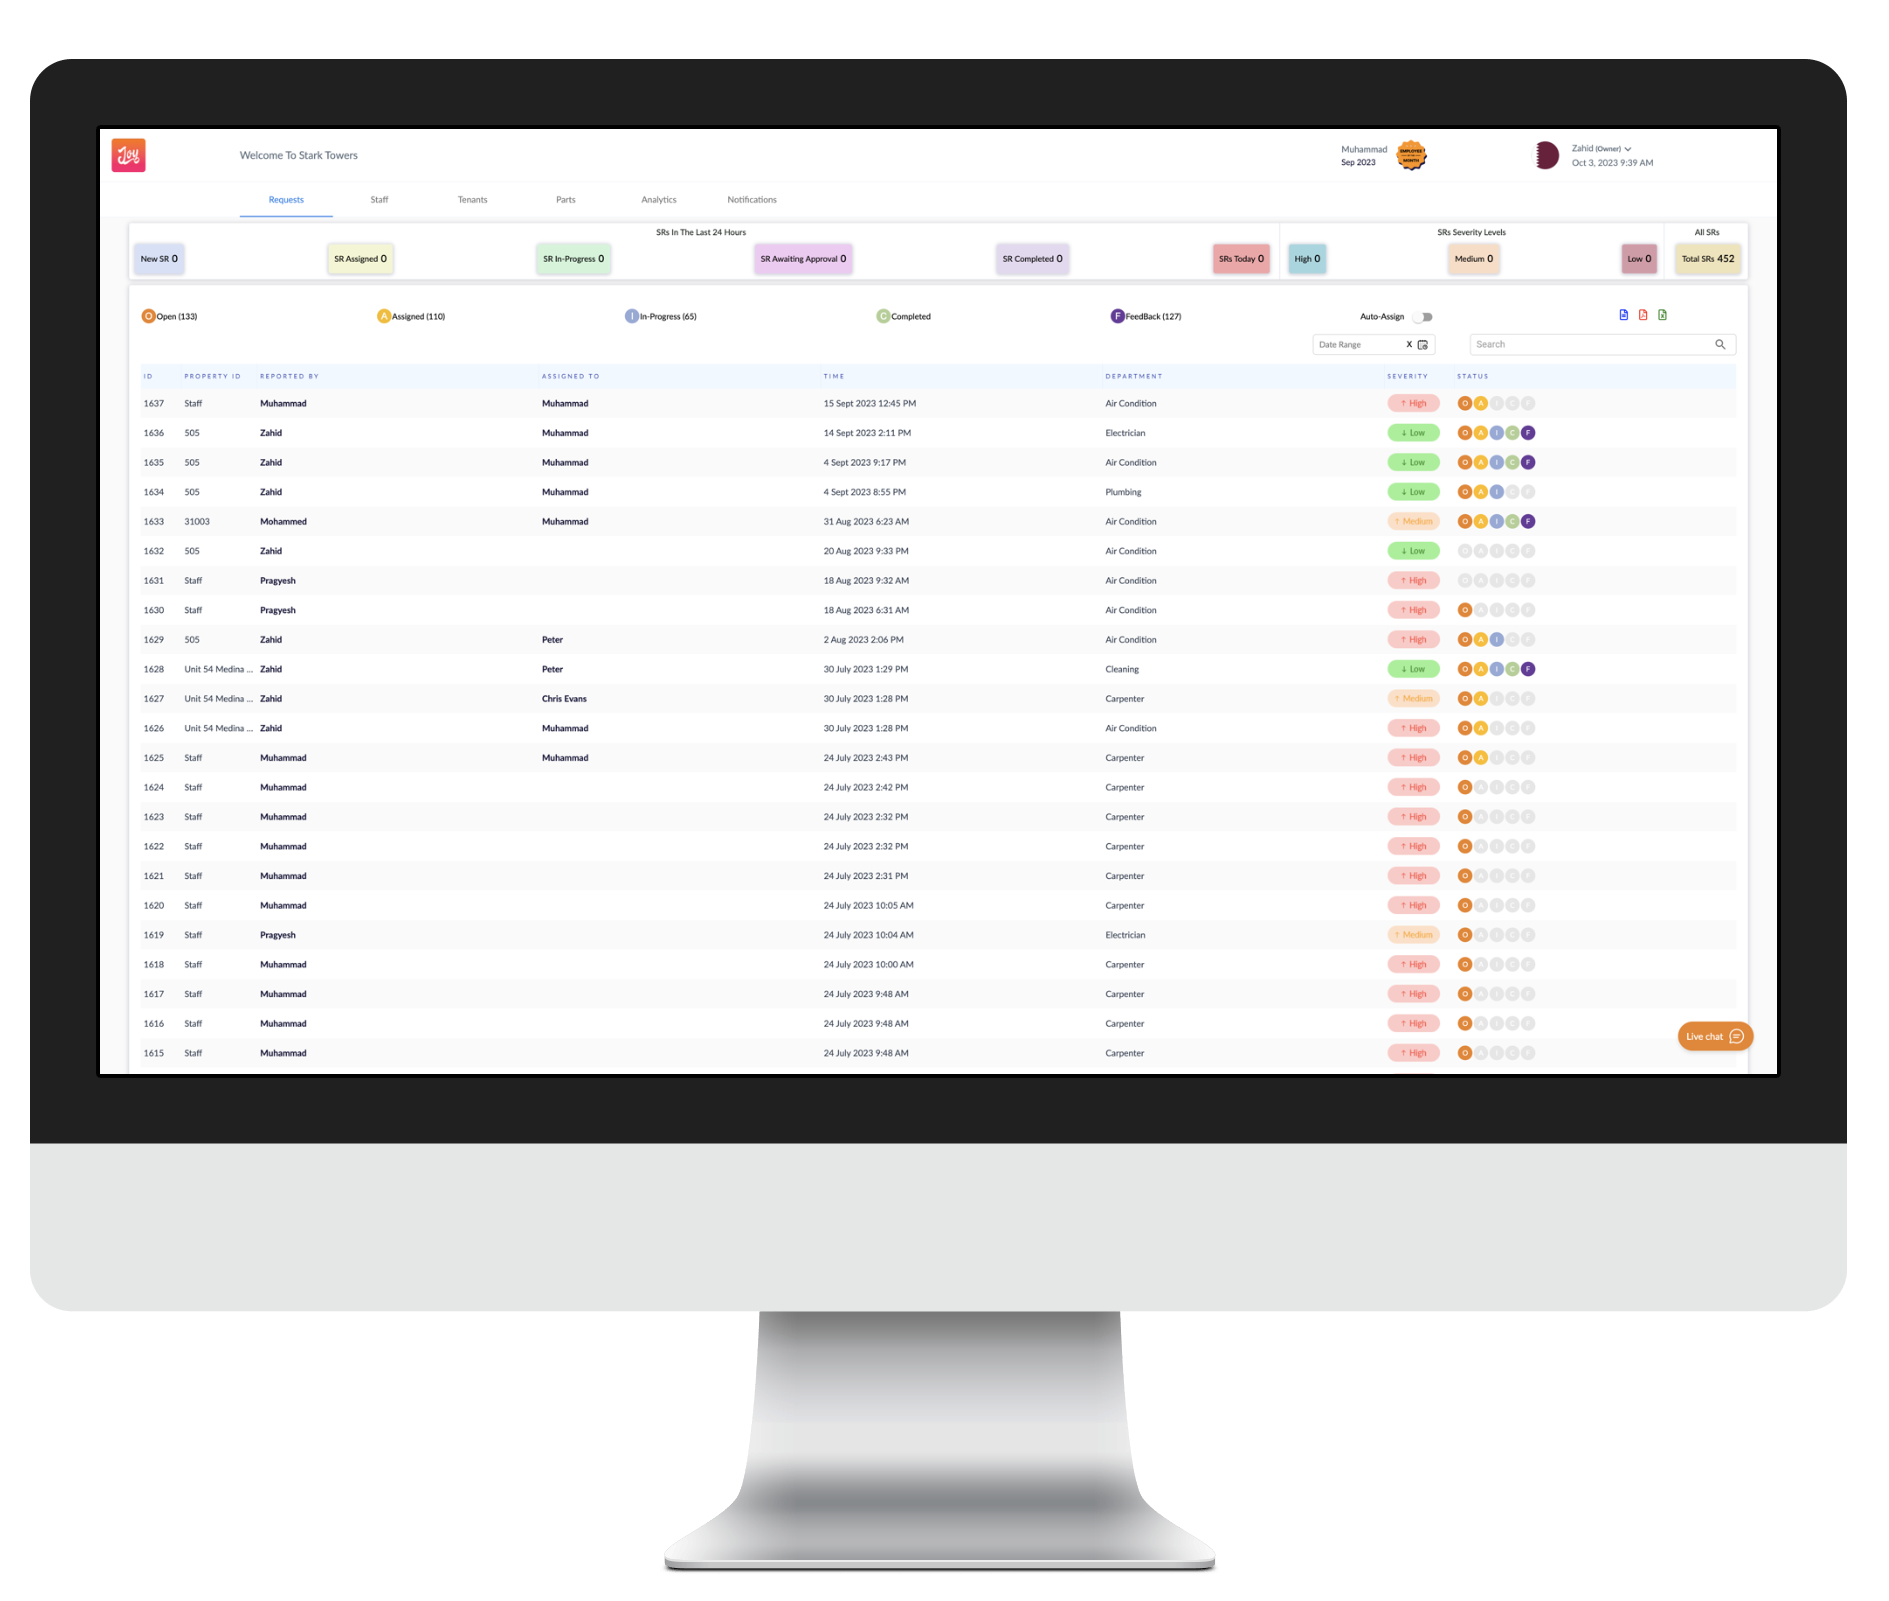 Joy
Welcome To Stark Towers
Muhammad
Sep 2023
EMPLOYEE
MONTH
Zahid (Owner)
Oct 3, 2023 9:39 AM
Requests Staff Tenants Parts Analytics Notifications
SRs In The Last 24 Hours SRs Severity Levels All SRs
New SR 0 SR Assigned 0 SR In-Progress 0 SR Awaiting Approval 0 SR Completed 0 SRs Today 0 High 0 Medium 0 Low 0 Total SRs 452
O Open (133) A Assigned (110) I In-Progress (65) C Completed F FeedBack (127) Auto-Assign
Date Range X Search
ID PROPERTY ID REPORTED BY ASSIGNED TO TIME DEPARTMENT SEVERITY STATUS
1637 Staff Muhammad Muhammad 15 Sept 2023 12:45 PM Air Condition ↑ High O A I C F
1636 505 Zahid Muhammad 14 Sept 2023 2:11 PM Electrician ↓ Low O A I C F
1635 505 Zahid Muhammad 4 Sept 2023 9:17 PM Air Condition ↓ Low O A I C F
1634 505 Zahid Muhammad 4 Sept 2023 8:55 PM Plumbing ↓ Low O A I C F
1633 31003 Mohammed Muhammad 31 Aug 2023 6:23 AM Air Condition ↑ Medium O A I C F
1632 505 Zahid 20 Aug 2023 9:33 PM Air Condition ↓ Low O A I C F
1631 Staff Pragyesh 18 Aug 2023 9:32 AM Air Condition ↑ High O A I C F
1630 Staff Pragyesh 18 Aug 2023 6:31 AM Air Condition ↑ High O A I C F
1629 505 Zahid Peter 2 Aug 2023 2:06 PM Air Condition ↑ High O A I C F
1628 Unit 54 Medina ... Zahid Peter 30 July 2023 1:29 PM Cleaning ↓ Low O A I C F
1627 Unit 54 Medina ... Zahid Chris Evans 30 July 2023 1:28 PM Carpenter ↑ Medium O A I C F
1626 Unit 54 Medina ... Zahid Muhammad 30 July 2023 1:28 PM Air Condition ↑ High O A I C F
1625 Staff Muhammad Muhammad 24 July 2023 2:43 PM Carpenter ↑ High O A I C F
1624 Staff Muhammad 24 July 2023 2:42 PM Carpenter ↑ High O A I C F
1623 Staff Muhammad 24 July 2023 2:32 PM Carpenter ↑ High O A I C F
1622 Staff Muhammad 24 July 2023 2:32 PM Carpenter ↑ High O A I C F
1621 Staff Muhammad 24 July 2023 2:31 PM Carpenter ↑ High O A I C F
1620 Staff Muhammad 24 July 2023 10:05 AM Carpenter ↑ High O A I C F
1619 Staff Pragyesh 24 July 2023 10:04 AM Electrician ↑ Medium O A I C F
1618 Staff Muhammad 24 July 2023 10:00 AM Carpenter ↑ High O A I C F
1617 Staff Muhammad 24 July 2023 9:48 AM Carpenter ↑ High O A I C F
1616 Staff Muhammad 24 July 2023 9:48 AM Carpenter ↑ High O A I C F
1615 Staff Muhammad 24 July 2023 9:48 AM Carpenter ↑ High O A I C F
Live chat